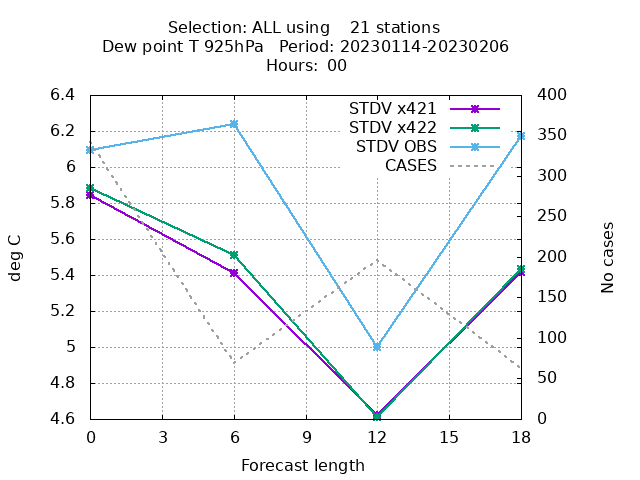 Selection: ALL using    21 stations
Dew point T 925hPa   Period: 20230114-20230206
Hours:  00
STDV x421
STDV x422
STDV OBS
CASES
6.4
6.2
6
5.8
5.6
5.4
5.2
5
4.8
4.6
400
350
300
250
200
150
100
50
0
deg C
No cases
0 3 6 9 12 15 18
Forecast length